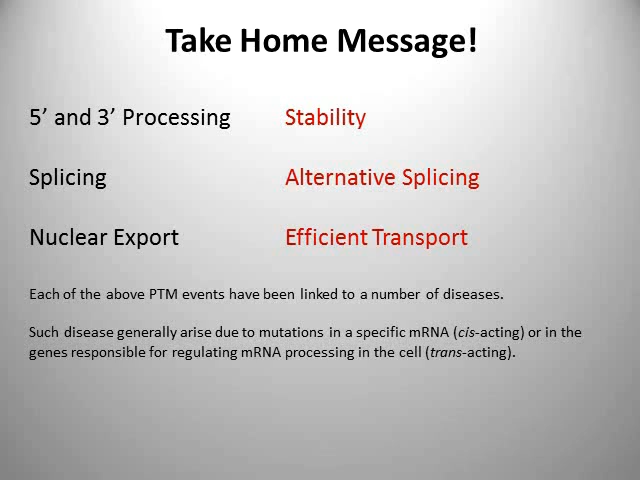 Take Home Message!
5’ and 3’ Processing Stability
Splicing Alternative Splicing
Nuclear Export Efficient Transport
Each of the above PTM events have been linked to a number of diseases.
Such disease generally arise due to mutations in a specific mRNA (cis-acting) or in the
genes responsible for regulating mRNA processing in the cell (trans-acting).